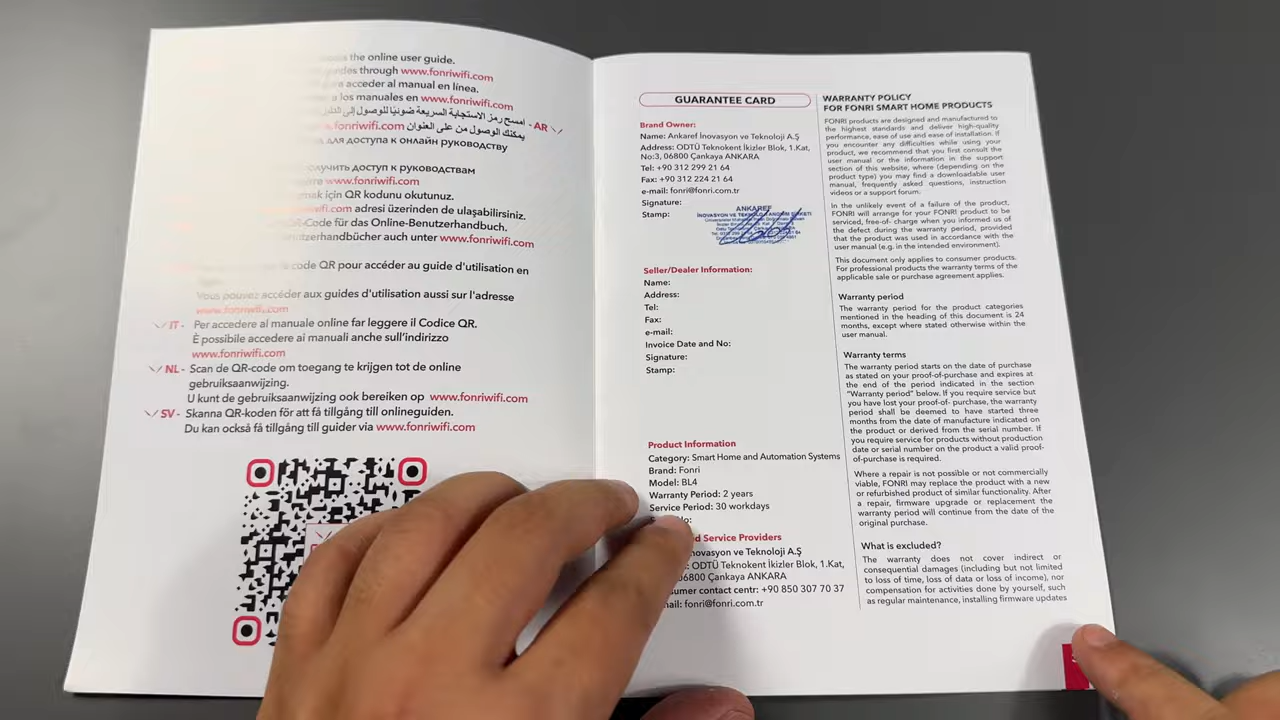 the online user guide.
through www.fonriwifi.com
acceder al manual en línea.
a los manuales en www.fonriwifi.com
AR - امسح رمز الاستجابة السريعة ضوئيًا للوصول إلى
يمكنك الوصول من على العنوان .fonriwifi.com
для доступа к онлайн руководству
лучить доступ к руководствам
www.fonriwifi.com
için QR kodunu okutunuz.
adresi üzerinden de ulaşabilirsiniz.
QR-Code für das Online-Benutzerhandbuch.
auch unter www.fonriwifi.com
code QR pour accéder au guide d'utilisation en
Vous pouvez accéder aux guides d'utilisation aussi sur l'adresse
www.fonriwifi.com
IT - Per accedere al manuale online far leggere il Codice QR.
È possibile accedere ai manuali anche sull'indirizzo
www.fonriwifi.com
NL - Scan de QR-code om toegang te krijgen tot de online
gebruiksaanwijzing.
U kunt de gebruiksaanwijzing ook bereiken op www.fonriwifi.com
SV - Skanna QR-koden för att få tillgång till onlineguiden.
Du kan också få tillgång till guider via www.fonriwifi.com
GUARANTEE CARD
Brand Owner:
Name: Ankaref İnovasyon ve Teknoloji A.Ş
Address: ODTÜ Teknokent İkizler Blok, 1.Kat,
No:3, 06800 Çankaya ANKARA
Tel: +90 312 299 21 64
Fax: +90 312 224 21 64
e-mail: fonri@fonri.com.tr
Signature:
Stamp:
ANKAREF
Seller/Dealer Information:
Name:
Address:
Tel:
Fax:
e-mail:
Invoice Date and No:
Signature:
Stamp:
Product Information
Category: Smart Home and Automation Systems
Brand: Fonri
Model: BL4
Warranty Period: 2 years
Service Period: 30 workdays
No:
Service Providers
novasyon ve Teknoloji A.Ş
ODTÜ Teknokent İkizler Blok, 1.Kat,
06800 Çankaya ANKARA
contact centr: +90 850 307 70 37
mail: fonri@fonri.com.tr
WARRANTY POLICY
FOR FONRI SMART HOME PRODUCTS
FONRI products are designed and manufactured to
the highest standards and deliver high-quality
performance, ease of use and ease of installation. If
you encounter any difficulties while using your
product, we recommend that you first consult the
user manual or the information in the support
section of this website, where (depending on the
product type) you may find a downloadable user
manual, frequently asked questions, instruction
videos or a support forum.
In the unlikely event of a failure of the product,
FONRI will arrange for your FONRI product to be
serviced, free-of- charge when you informed us of
the defect during the warranty period, provided
that the product was used in accordance with the
user manual (e.g. in the intended environment).
This document only applies to consumer products.
For professional products the warranty terms of the
applicable sale or purchase agreement applies.
Warranty period
The warranty period for the product categories
mentioned in the heading of this document is 24
months, except where stated otherwise within the
user manual.
Warranty terms
The warranty period starts on the date of purchase
as stated on your proof-of-purchase and expires at
the end of the period indicated in the section
"Warranty period" below. If you require service but
you have lost your proof-of- purchase, the warranty
period shall be deemed to have started three
months from the date of manufacture indicated on
the product or derived from the serial number. If
you require service for products without production
date or serial number on the product a valid proof-
of-purchase is required.
Where a repair is not possible or not commercially
viable, FONRI may replace the product with a new
or refurbished product of similar functionality. After
a repair, firmware upgrade or replacement the
warranty period will continue from the date of the
original purchase.
What is excluded?
The warranty does not cover indirect or
consequential damages (including but not limited
to loss of time, loss of data or loss of income), nor
compensation for activities done by yourself, such
as regular maintenance, installing firmware updates